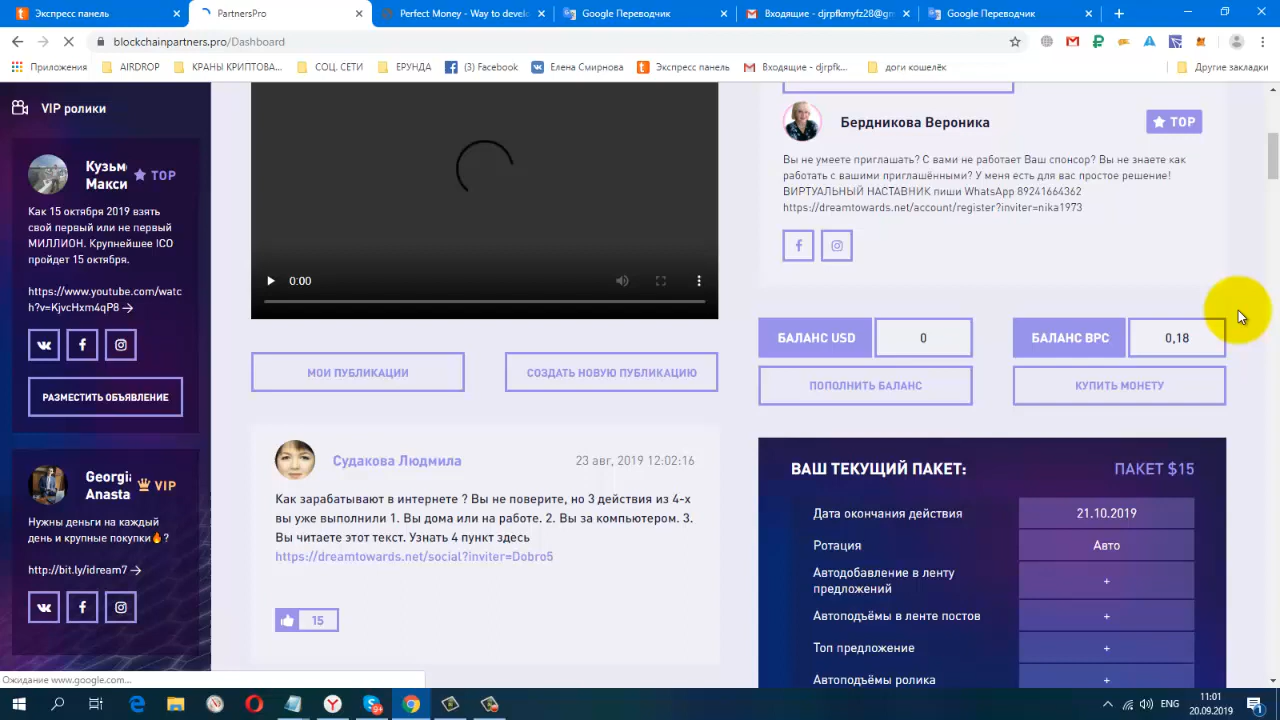 Экспресс панель
PartnersPro
Perfect Money - Way to develo
Google Переводчик
Входящие - djrpfkmyfz28@gm
Google Переводчик
blockchainpartners.pro/Dashboard
Приложения
AIRDROP
КРАНЫ КРИПТОВА...
СОЦ. СЕТИ
ЕРУНДА
(3) Facebook
Елена Смирнова
Экспресс панель
Входящие - djrpfk...
доги кошелёк
Другие закладки
VIP ролики
Кузьм
Макси
TOP
Как 15 октября 2019 взять
свой первый или не первый
МИЛЛИОН. Крупнейшее ICO
пройдет 15 октября.
https://www.youtube.com/watc
h?v=KjvcHxm4qP8
РАЗМЕСТИТЬ ОБЪЯВЛЕНИЕ
Georgi
Anasta
VIP
Нужны деньги на каждый
день и крупные покупки🔥?
http://bit.ly/idream7
0:00
МОИ ПУБЛИКАЦИИ
СОЗДАТЬ НОВУЮ ПУБЛИКАЦИЮ
Судакова Людмила
23 авг, 2019 12:02:16
Как зарабатывают в интернете ? Вы не поверите, но 3 действия из 4-х
вы уже выполнили 1. Вы дома или на работе. 2. Вы за компьютером. 3.
Вы читаете этот текст. Узнать 4 пункт здесь
https://dreamtowards.net/social?inviter=Dobro5
15
Бердникова Вероника
TOP
Вы не умеете приглашать? С вами не работает Ваш спонсор? Вы не знаете как
работать с вашими приглашёнными? У меня есть для вас простое решение!
ВИРТУАЛЬНЫЙ НАСТАВНИК пиши WhatsApp 89241664362
https://dreamtowards.net/account/register?inviter=nika1973
БАЛАНС USD
0
БАЛАНС BPC
0,18
ПОПОЛНИТЬ БАЛАНС
КУПИТЬ МОНЕТУ
ВАШ ТЕКУЩИЙ ПАКЕТ:
ПАКЕТ $15
Дата окончания действия
21.10.2019
Ротация
Авто
Автодобавление в ленту
предложений
+
Автоподъёмы в ленте постов
+
Топ предложение
+
Автоподъёмы ролика
+
Ожидание www.google.com...
ENG
11:01
20.09.2019